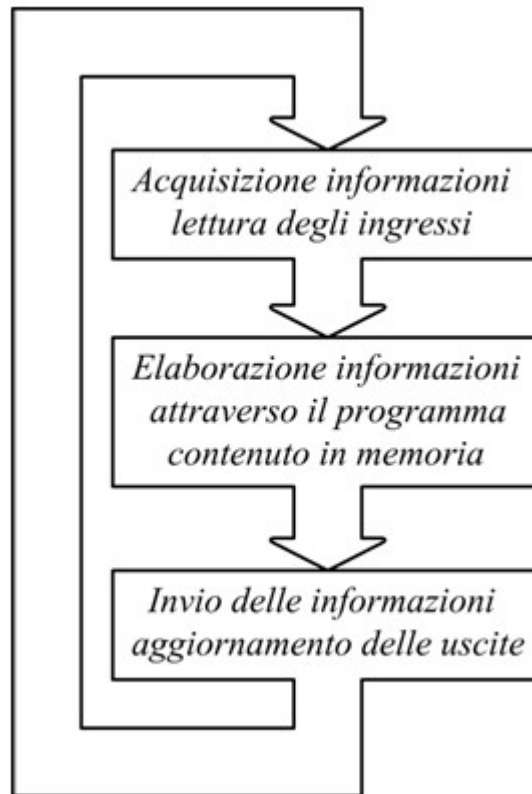 Acquisizione informazioni
lettura degli ingressi
Elaborazione informazioni
attraverso il programma
contenuto in memoria
Invio delle informazioni
aggiornamento delle uscite